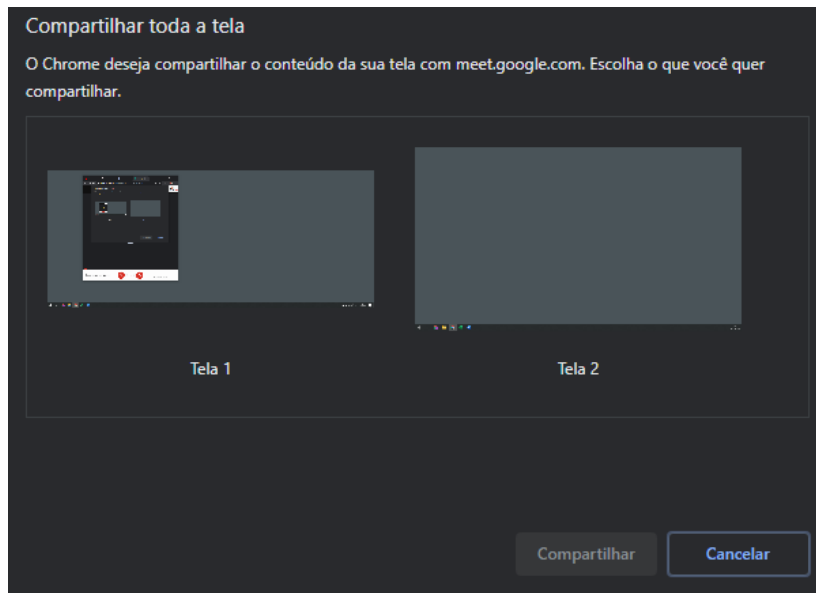 Compartilhar toda a tela
O Chrome deseja compartilhar o conteúdo da sua tela com meet.google.com. Escolha o que você quer
compartilhar.
Tela 1
Tela 2
Compartilhar
Cancelar